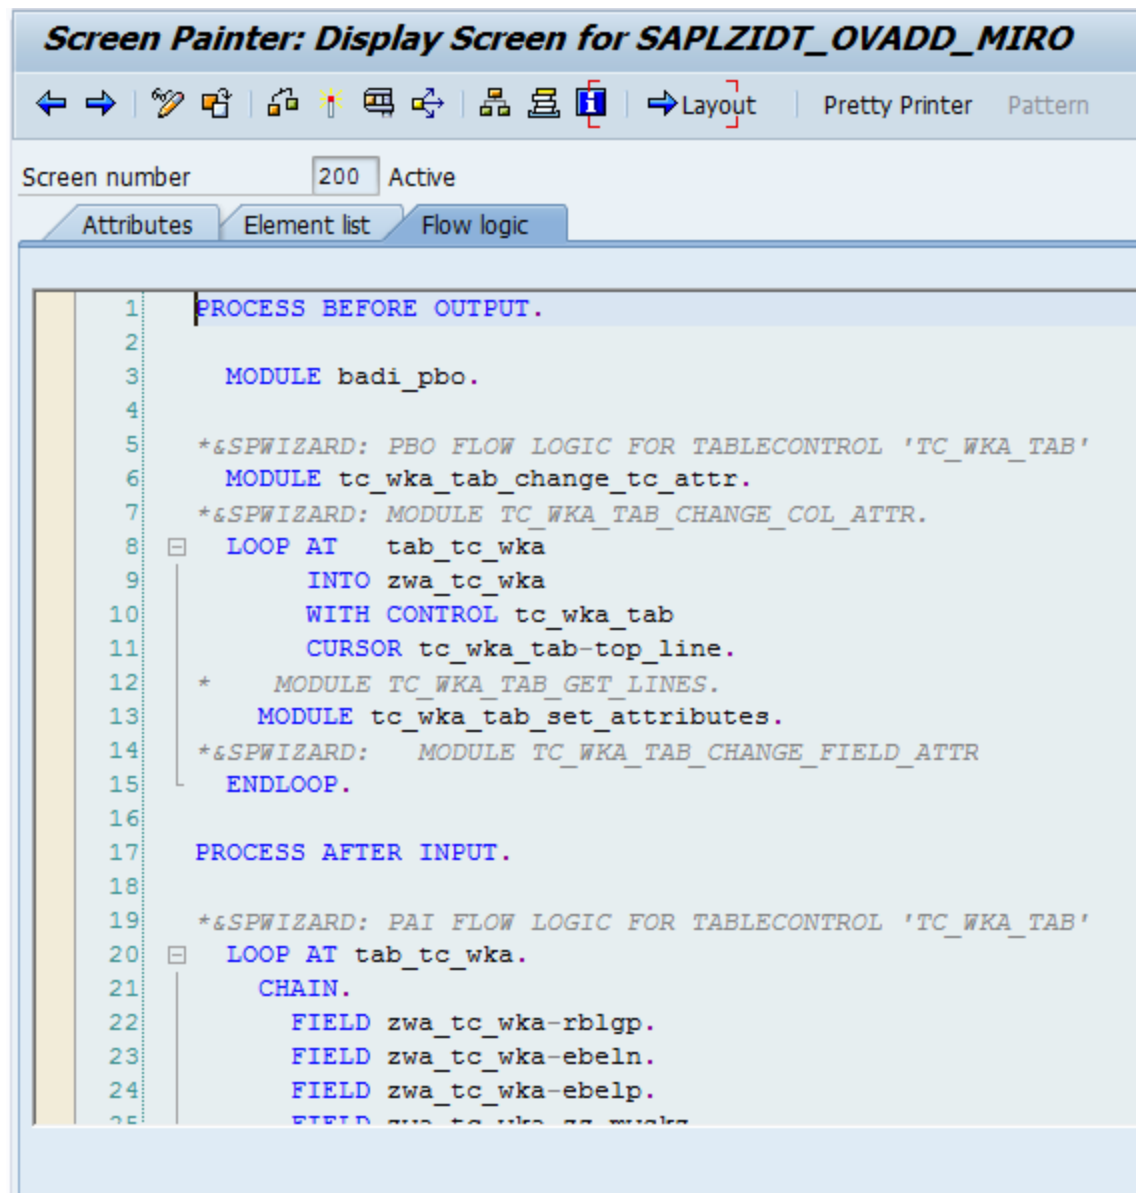 Screen Painter: Display Screen for SAPLZIDT_OVADD_MIRO
Layout Pretty Printer Pattern
Screen number 200 Active
Attributes Element list Flow logic
1 PROCESS BEFORE OUTPUT.
2
3 MODULE badi_pbo.
4
5 *&SPWIZARD: PBO FLOW LOGIC FOR TABLECONTROL 'TC_WKA_TAB'
6 MODULE tc_wka_tab_change_tc_attr.
7 *&SPWIZARD: MODULE TC_WKA_TAB_CHANGE_COL_ATTR.
8 LOOP AT tab_tc_wka
9 INTO zwa_tc_wka
10 WITH CONTROL tc_wka_tab
11 CURSOR tc_wka_tab-top_line.
12 * MODULE TC_WKA_TAB_GET_LINES.
13 MODULE tc_wka_tab_set_attributes.
14 *&SPWIZARD: MODULE TC_WKA_TAB_CHANGE_FIELD_ATTR
15 ENDLOOP.
16
17 PROCESS AFTER INPUT.
18
19 *&SPWIZARD: PAI FLOW LOGIC FOR TABLECONTROL 'TC_WKA_TAB'
20 LOOP AT tab_tc_wka.
21 CHAIN.
22 FIELD zwa_tc_wka-rblgp.
23 FIELD zwa_tc_wka-ebeln.
24 FIELD zwa_tc_wka-ebelp.
25 FIELD